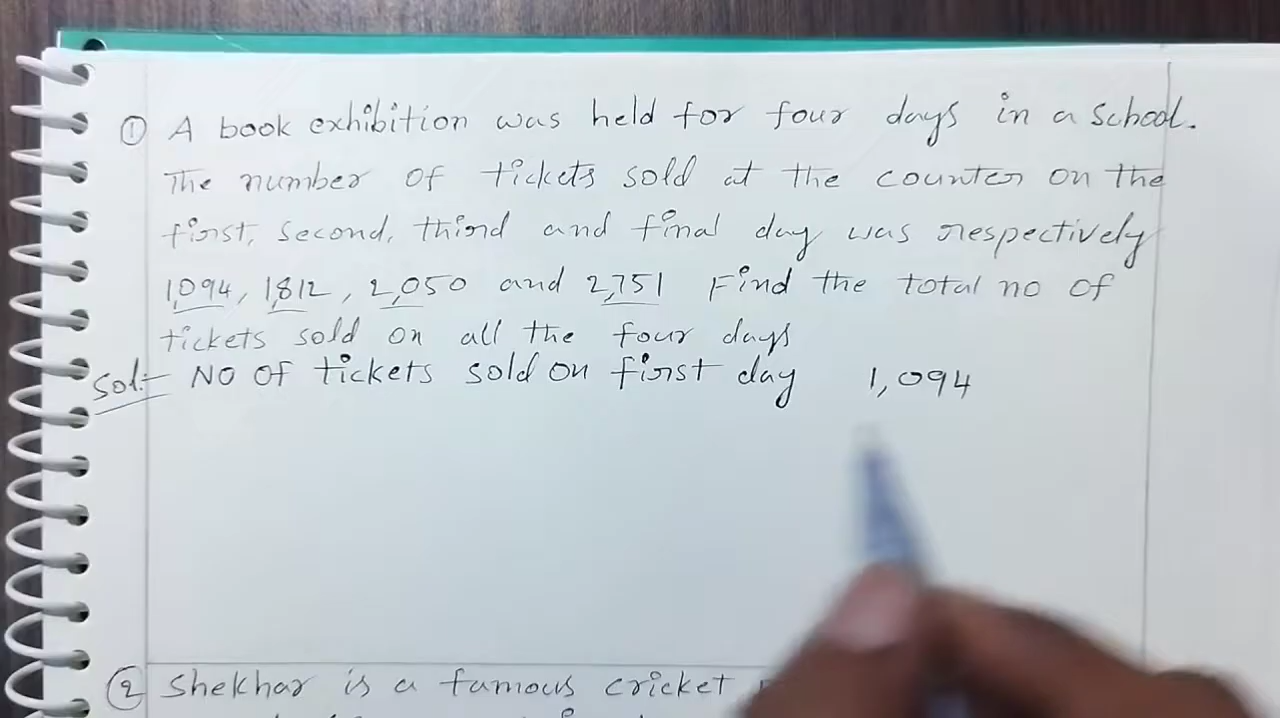 ① A book exhibition was held for four days in a school.
The number of tickets sold at the counter on the
first, second, third and final day was respectively
1,094, 1,812, 2,050 and 2,751 Find the total no of
tickets sold on all the four days
Sol:- No of tickets sold on first day 1,094
② Shekhar is a famous cricket